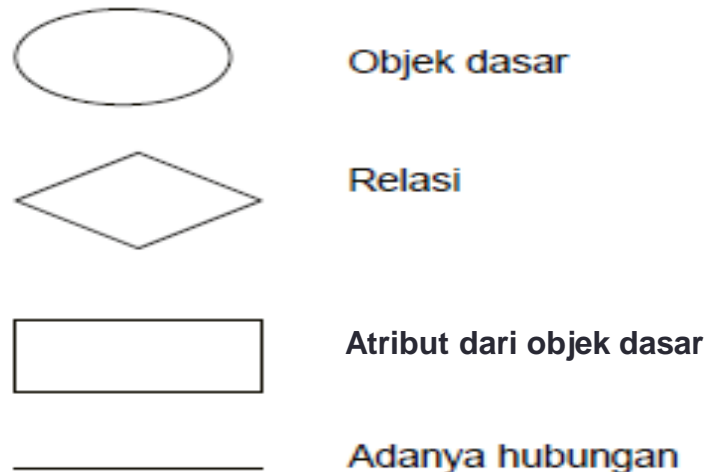 Objek dasar
Relasi
Atribut dari objek dasar
Adanya hubungan